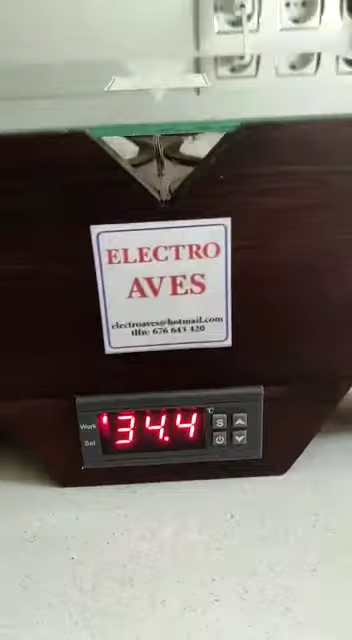 ELECTRO
AVES
electroaves@hotmail.com
tlfn: 676 643 420
°C
Work
Set
34.4
S